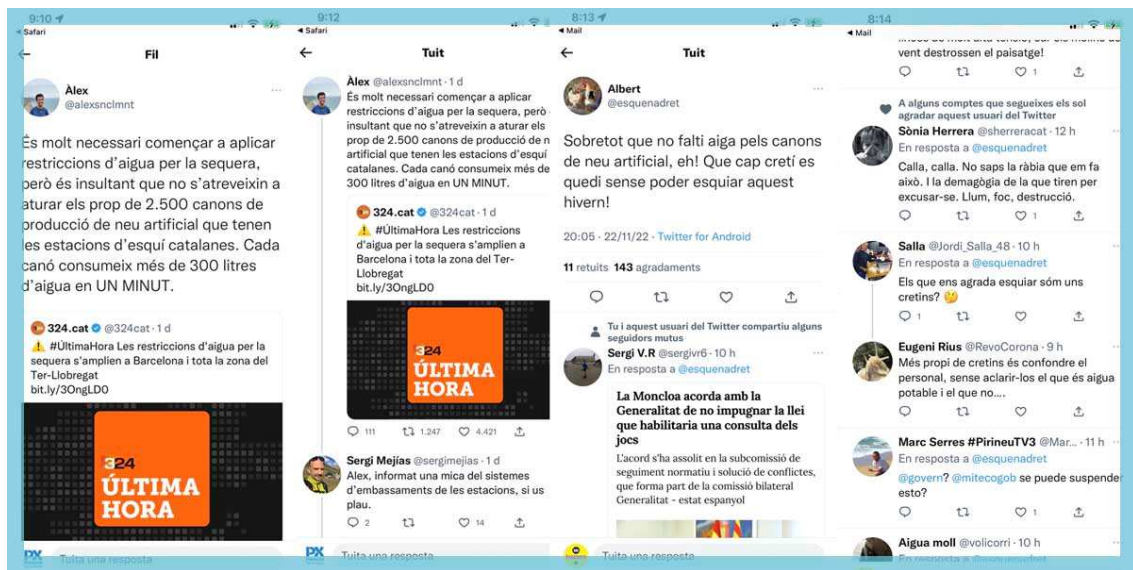 9:10
Safari
Fil
Àlex
@alexsnclmnt
És molt necessari començar a aplicar
restriccions d'aigua per la sequera,
però és insultant que no s'atreveixin a
aturar els prop de 2.500 canons de
producció de neu artificial que tenen
les estacions d'esquí catalanes. Cada
canó consumeix més de 300 litres
d'aigua en UN MINUT.
324.cat @324cat · 1 d
⚠️ #ÚltimaHora Les restriccions d'aigua per la
sequera s'amplien a Barcelona i tota la zona del
Ter-Llobregat
bit.ly/3OngLD0
324
ÚLTIMA
HORA
PX
Tuita una resposta
9:12
Safari
Tuit
Àlex @alexsnclmnt · 1 d
És molt necessari començar a aplicar
restriccions d'aigua per la sequera, però
insultant que no s'atreveixin a aturar els
prop de 2.500 canons de producció de n
artificial que tenen les estacions d'esquí
catalanes. Cada canó consumeix més de
300 litres d'aigua en UN MINUT.
324.cat @324cat · 1 d
⚠️ #ÚltimaHora Les restriccions
d'aigua per la sequera s'amplien a
Barcelona i tota la zona del Ter-
Llobregat
bit.ly/3OngLD0
324
ÚLTIMA
HORA
111 1.247 4.421
Sergi Mejías @sergimejias · 1 d
Alex, informat una mica del sistemes
d'embassaments de les estacions, si us
plau.
2 14
PX
Tuita una resposta
8:13
Mail
Tuit
Albert
@esquenadret
Sobretot que no falti aiga pels canons
de neu artificial, eh! Que cap cretí es
quedi sense poder esquiar aquest
hivern!
20:05 · 22/11/22 · Twitter for Android
11 retuits 143 agradaments
Tu i aquest usuari del Twitter compartiu alguns
seguidors mutus
Sergi V.R @sergivr6 · 10 h
En resposta a @esquenadret
La Moncloa acorda amb la
Generalitat de no impugnar la llei
que habilitaria una consulta dels
jocs
L'acord s'ha assolit en la subcomissió de
seguiment normatiu i solució de conflictes,
que forma part de la comissió bilateral
Generalitat - estat espanyol
Tuita una resposta
8:14
Mail
vent destrossen el paisatge!
1
A alguns comptes que segueixes els sol
agradar aquest usuari del Twitter
Sònia Herrera @sherreracat · 12 h
En resposta a @esquenadret
Calla, calla. No saps la ràbia que em fa
això. I la demagògia de la que tiren per
excusar-se. Llum, foc, destrucció.
1
Salla @Jordi_Salla_48 · 10 h
En resposta a @esquenadret
Els que ens agrada esquiar sóm uns
cretins? 🤔
1
Eugeni Rius @RevoCorona · 9 h
Més propi de cretins és confondre el
personal, sense aclarir-los el que és aigua
potable i el que no....
Marc Serres #PirineuTV3 @Mar... · 11 h
En resposta a @esquenadret
@govern? @mitecogob se puede suspender
esto?
1
Aigua moll @volicorri · 10 h
En resposta a @esquenadret